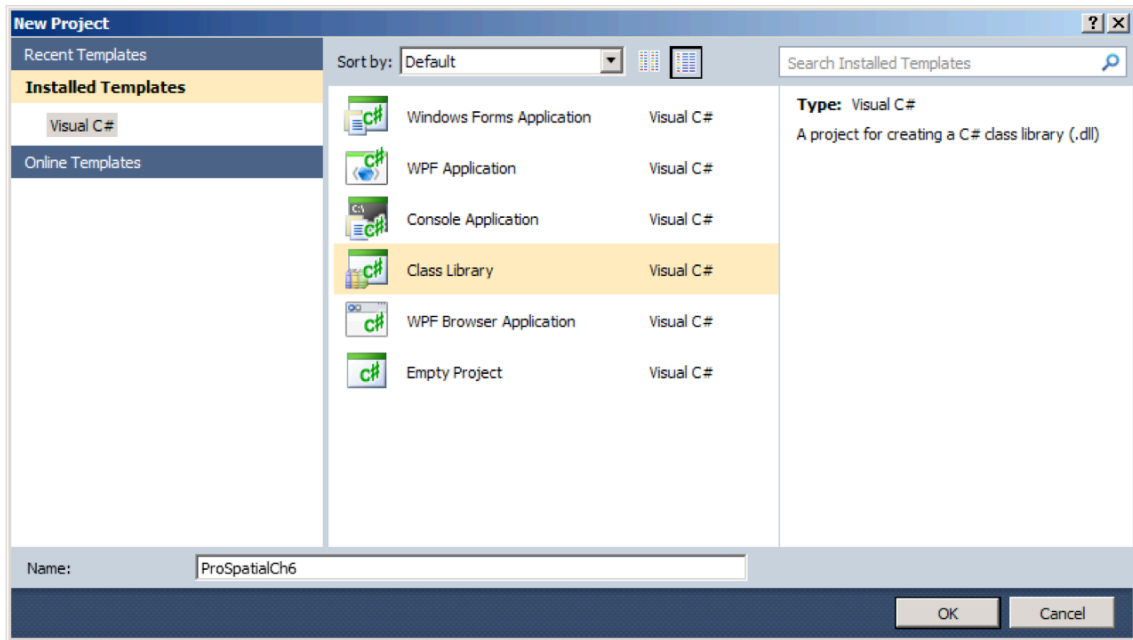 New Project
Recent Templates
Installed Templates
Visual C#
Online Templates
Sort by: Default
Search Installed Templates
Windows Forms Application Visual C#
WPF Application Visual C#
Console Application Visual C#
Class Library Visual C#
WPF Browser Application Visual C#
Empty Project Visual C#
Type: Visual C#
A project for creating a C# class library (.dll)
Name: ProSpatialCh6
OK Cancel